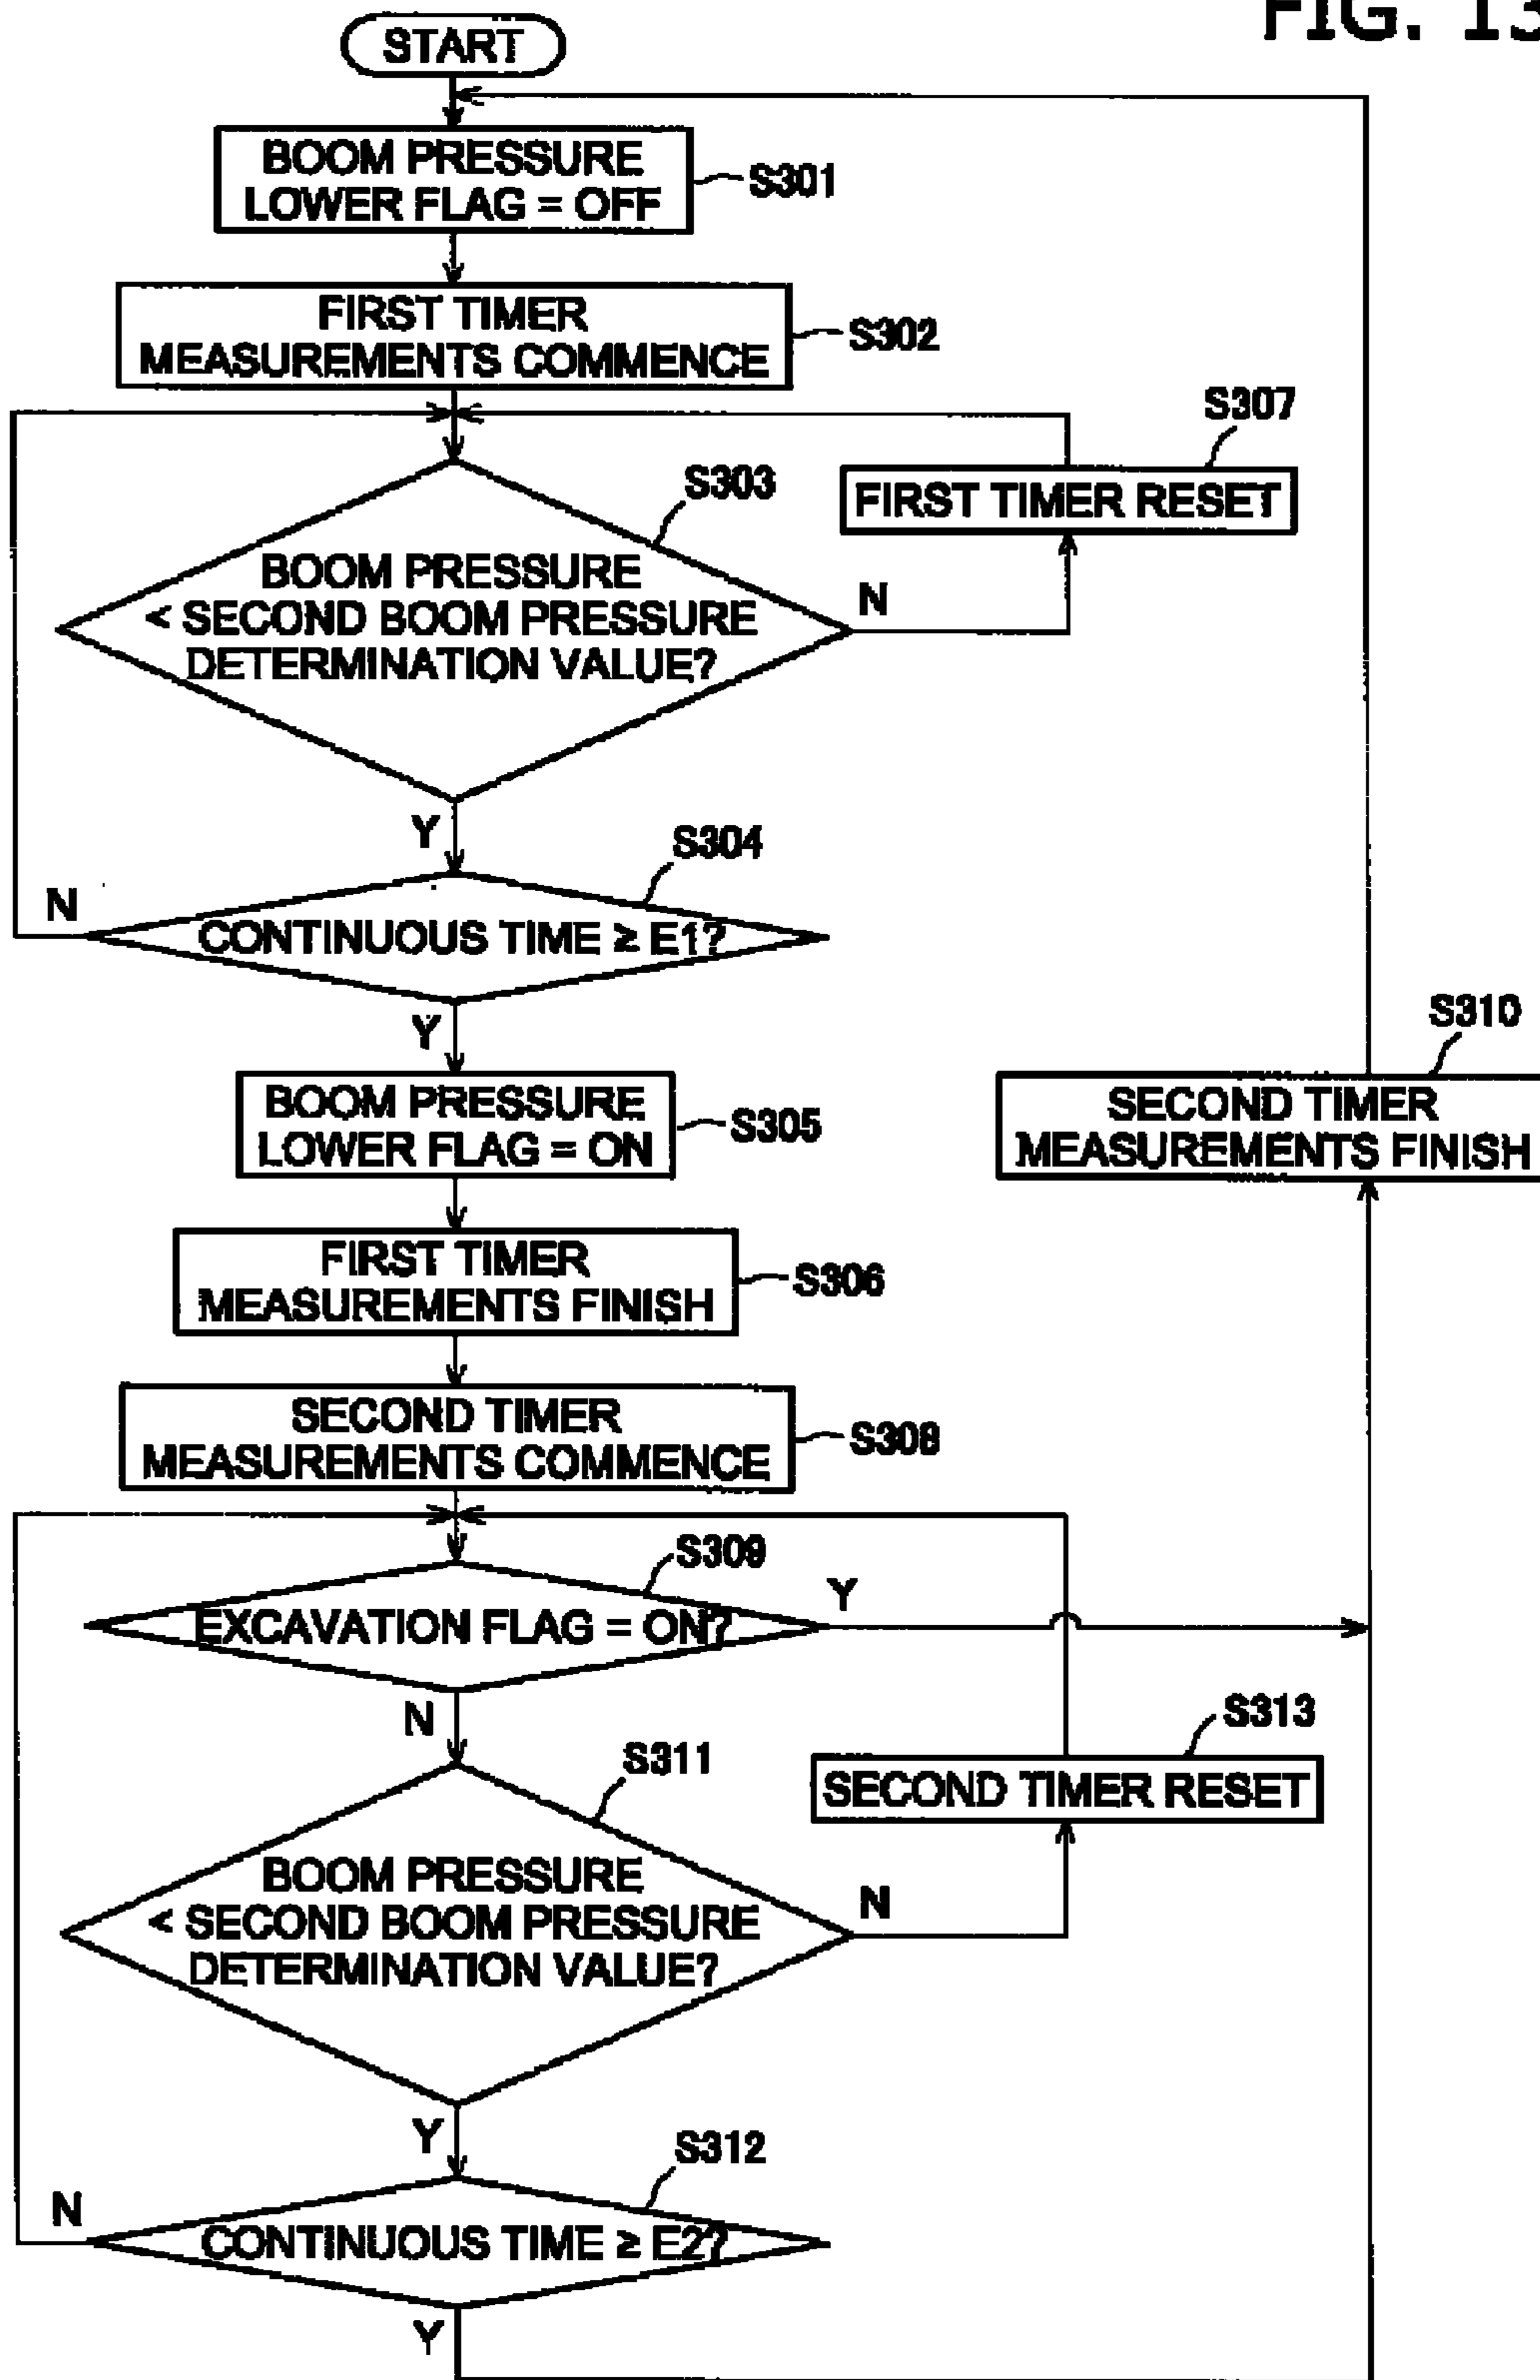 FIG. 13
START
BOOM PRESSURE
LOWER FLAG = OFF
S301
FIRST TIMER
MEASUREMENTS COMMENCE
S302
S307
FIRST TIMER RESET
S303
BOOM PRESSURE
< SECOND BOOM PRESSURE
DETERMINATION VALUE?
N
Y
S304
N
CONTINUOUS TIME ≥ E1?
Y
S310
SECOND TIMER
MEASUREMENTS FINISH
BOOM PRESSURE
LOWER FLAG = ON
S305
FIRST TIMER
MEASUREMENTS FINISH
S306
SECOND TIMER
MEASUREMENTS COMMENCE
S308
S309
EXCAVATION FLAG = ON?
Y
N
S313
SECOND TIMER RESET
S311
BOOM PRESSURE
< SECOND BOOM PRESSURE
DETERMINATION VALUE?
N
Y
S312
N
CONTINUOUS TIME ≥ E2?
Y